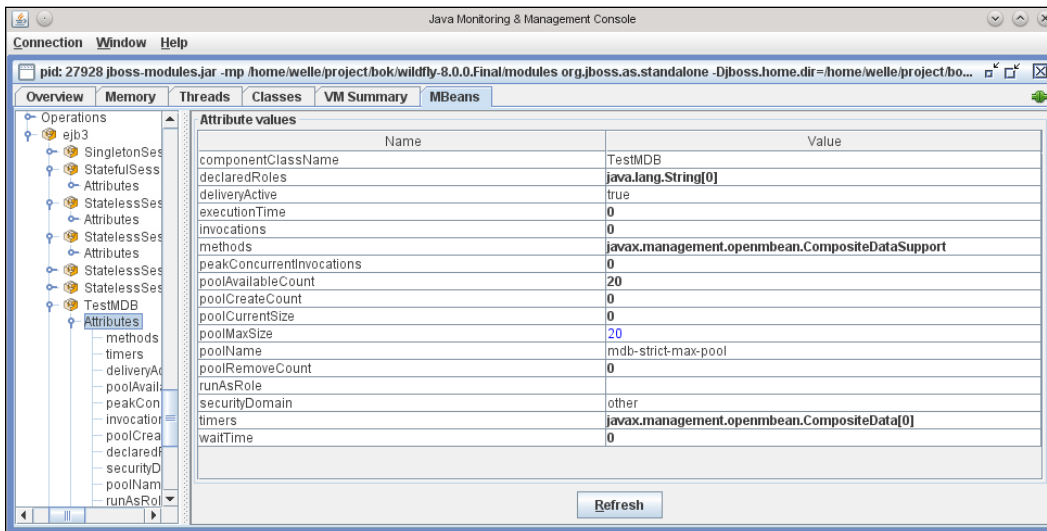 Java Monitoring & Management Console
Connection Window Help
pid: 27928 jboss-modules.jar -mp /home/welle/project/bok/wildfly-8.0.0.Final/modules org.jboss.as.standalone -Djboss.home.dir=/home/welle/project/bo...
Overview Memory Threads Classes VM Summary MBeans
Operations
ejb3
SingletonSes
StatefulSess
Attributes
StatelessSes
Attributes
StatelessSes
Attributes
StatelessSes
StatelessSes
TestMDB
Attributes
methods
timers
deliveryAc
poolAvaila
peakCon
invocation
poolCrea
declaredR
securityD
poolNam
runAsRol
Attribute values
Name Value
componentClassName TestMDB
declaredRoles java.lang.String[0]
deliveryActive true
executionTime 0
invocations 0
methods javax.management.openmbean.CompositeDataSupport
peakConcurrentInvocations 0
poolAvailableCount 20
poolCreateCount 0
poolCurrentSize 0
poolMaxSize 20
poolName mdb-strict-max-pool
poolRemoveCount 0
runAsRole
securityDomain other
timers javax.management.openmbean.CompositeData[0]
waitTime 0
Refresh